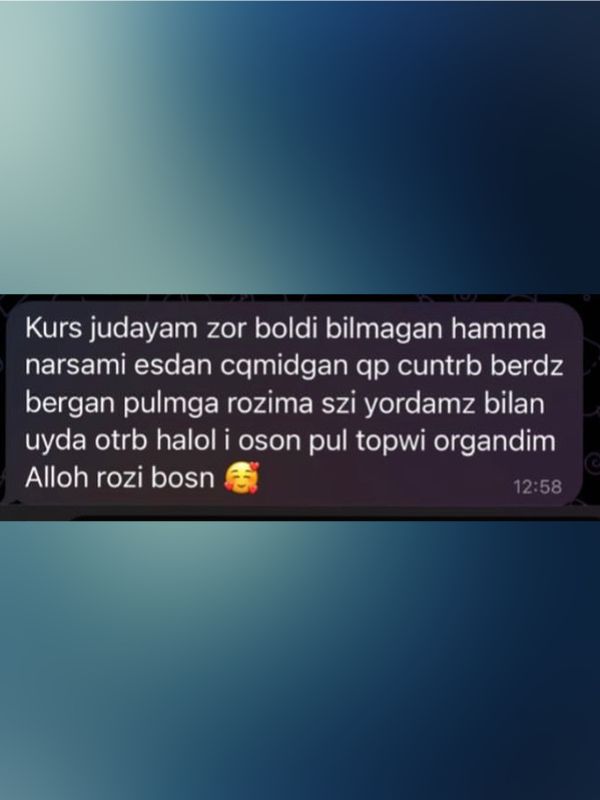 Kurs judayam zor boldi bilmagan hamma
narsami esdan cqmidgan qp cuntrb berdz
bergan pulmga rozima szi yordamz bilan
uyda otrb halol i oson pul topwi organdim
Alloh rozi bosn 🥰
12:58